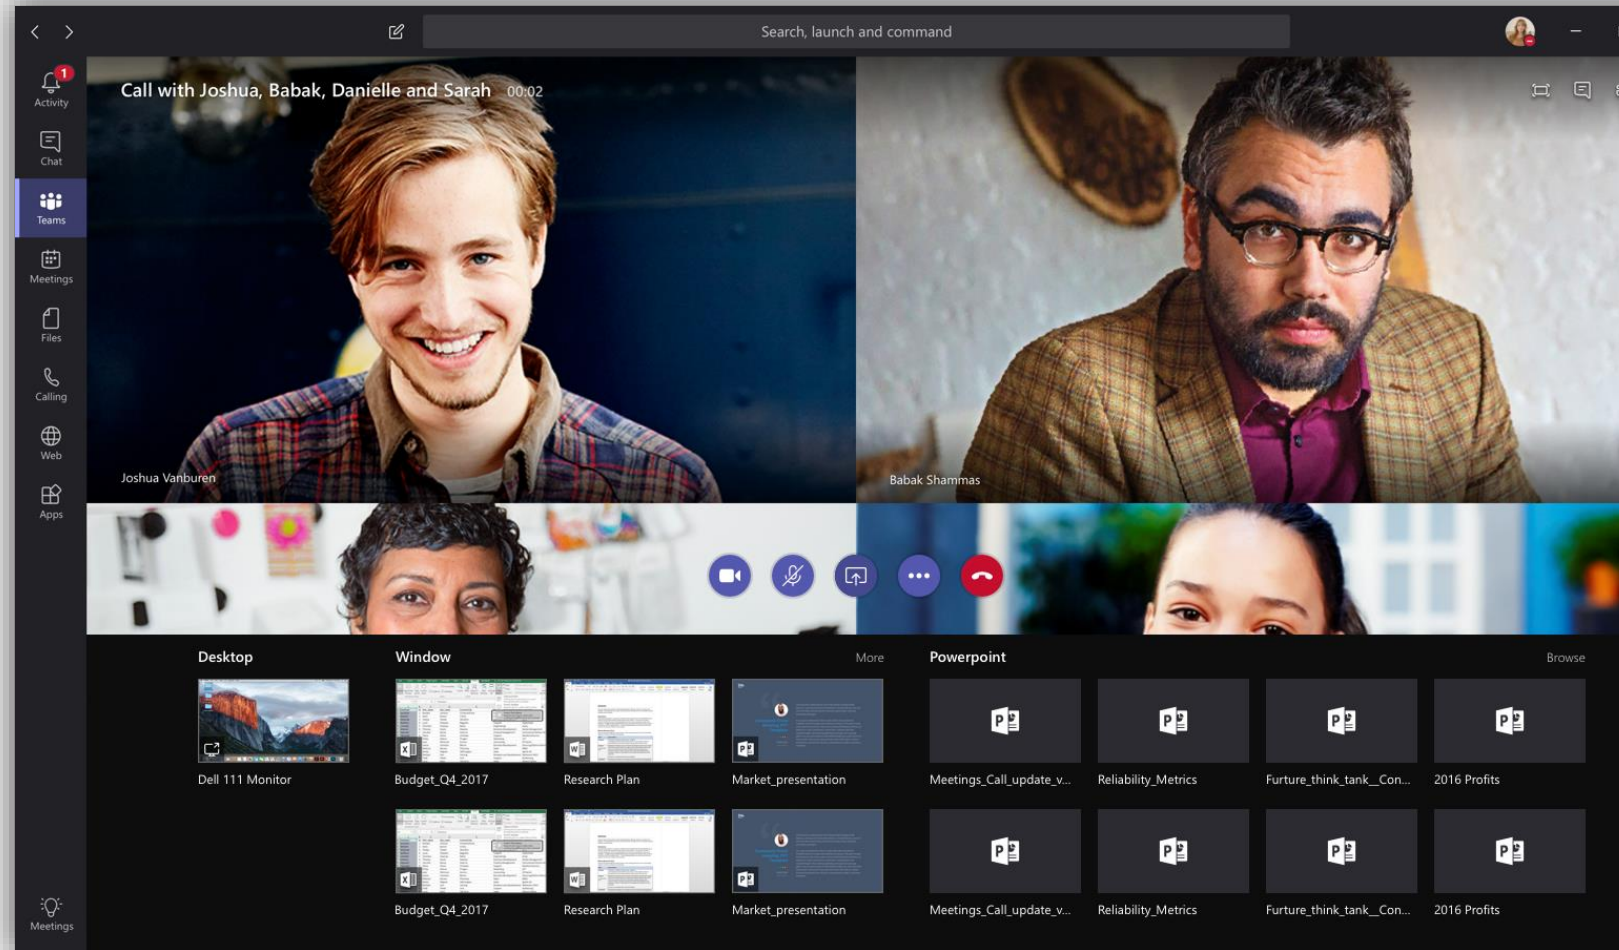 Search, launch and command
1
Activity
Chat
Teams
Meetings
Files
Calling
Web
Apps
Meetings
Call with Joshua, Babak, Danielle and Sarah 00:02
Joshua Vanburen
Babak Shammas
Desktop
Window
More
Powerpoint
Browse
Dell 111 Monitor
Budget_Q4_2017
Research Plan
Market_presentation
Meetings_Call_update_v...
Reliability_Metrics
Furture_think_tank__Con...
2016 Profits
Budget_Q4_2017
Research Plan
Market_presentation
Meetings_Call_update_v...
Reliability_Metrics
Furture_think_tank__Con...
2016 Profits